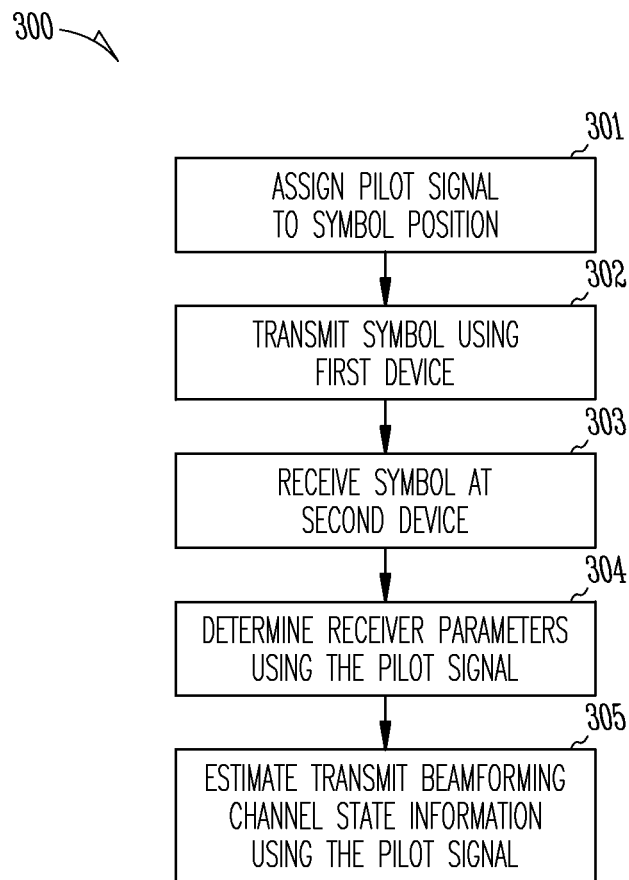 300
301
ASSIGN PILOT SIGNAL
TO SYMBOL POSITION
302
TRANSMIT SYMBOL USING
FIRST DEVICE
303
RECEIVE SYMBOL AT
SECOND DEVICE
304
DETERMINE RECEIVER PARAMETERS
USING THE PILOT SIGNAL
305
ESTIMATE TRANSMIT BEAMFORMING
CHANNEL STATE INFORMATION
USING THE PILOT SIGNAL